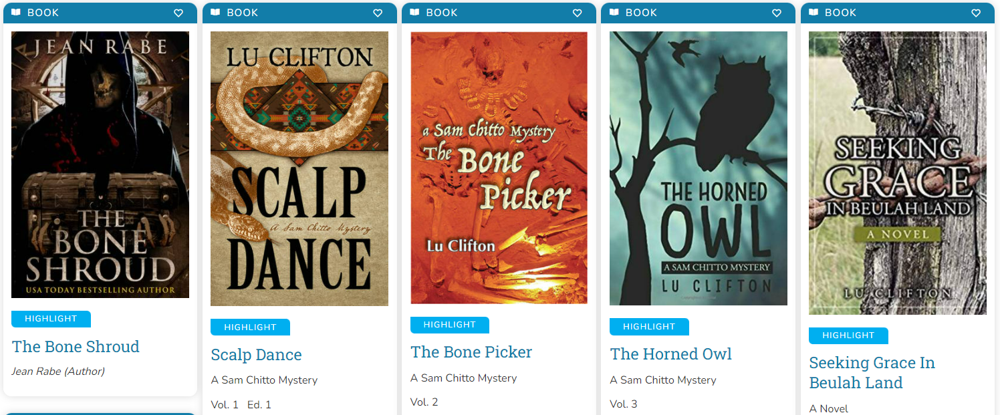 BOOK
JEAN RABE
THE
BONE
SHROUD
USA TODAY BESTSELLING AUTHOR
HIGHLIGHT
The Bone Shroud
Jean Rabe (Author)
BOOK
LU CLIFTON
SCALP
A Sam Chitto Mystery
DANCE
HIGHLIGHT
Scalp Dance
A Sam Chitto Mystery
Vol. 1 Ed. 1
BOOK
a Sam Chitto Mystery
The Bone
Picker
Lu Clifton
HIGHLIGHT
The Bone Picker
A Sam Chitto Mystery
Vol. 2
BOOK
THE HORNED
OWL
A SAM CHITTO MYSTERY
LU CLIFTON
HIGHLIGHT
The Horned Owl
A Sam Chitto Mystery
Vol. 3
BOOK
SEEKING
GRACE
IN BEULAH LAND
A NOVEL
LU CLIFTON
HIGHLIGHT
Seeking Grace In
Beulah Land
A Novel